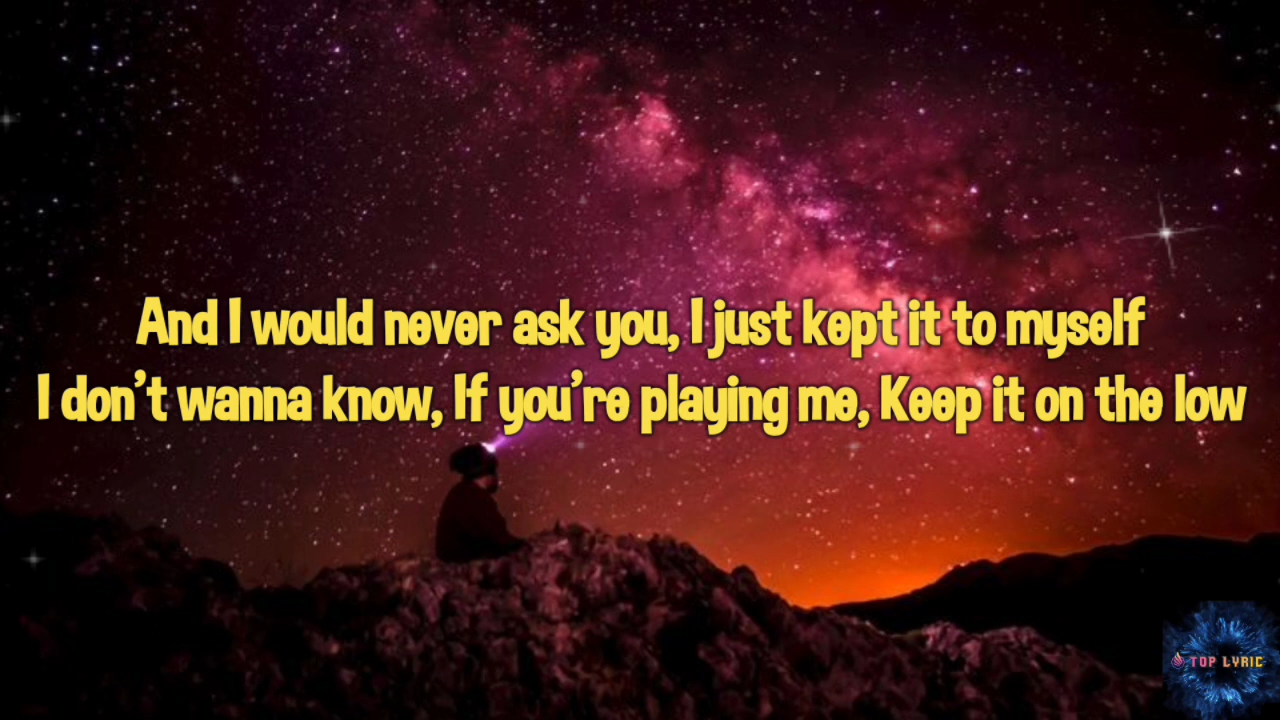 And I would never ask you, I just kept it to myself
I don't wanna know, If you're playing me, Keep it on the low
TOP LYRIC